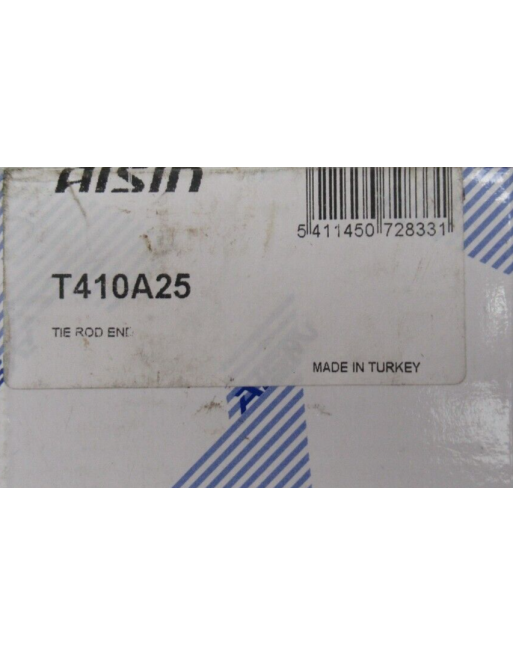 AISIN
5 411450 728331
T410A25
TIE ROD END
MADE IN TURKEY